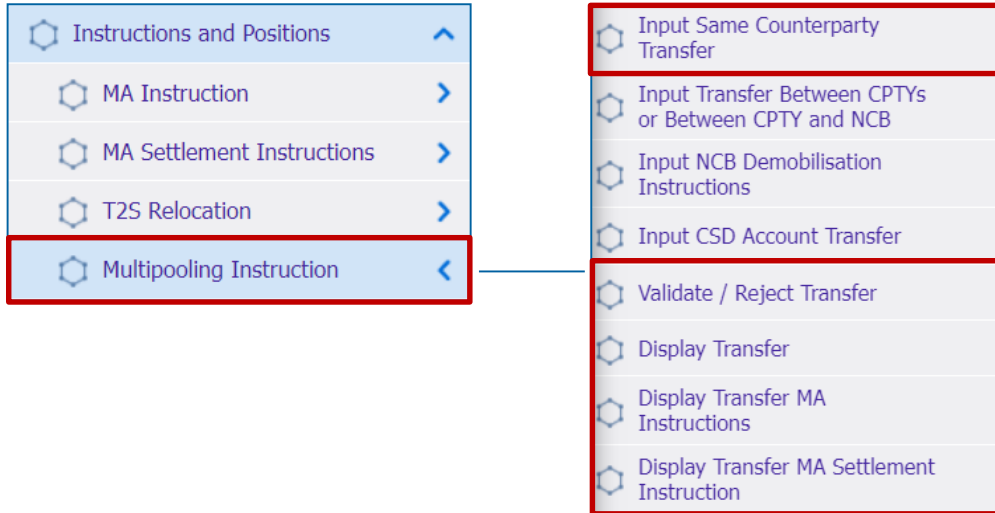 Instructions and Positions
MA Instruction
MA Settlement Instructions
T2S Relocation
Multipooling Instruction
Input Same Counterparty
Transfer
Input Transfer Between CPTYs
or Between CPTY and NCB
Input NCB Demobilisation
Instructions
Input CSD Account Transfer
Validate / Reject Transfer
Display Transfer
Display Transfer MA
Instructions
Display Transfer MA Settlement
Instruction